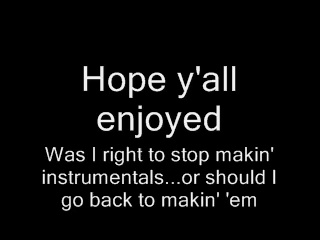 Hope y'all
enjoyed
Was I right to stop makin'
instrumentals...or should I
go back to makin' 'em